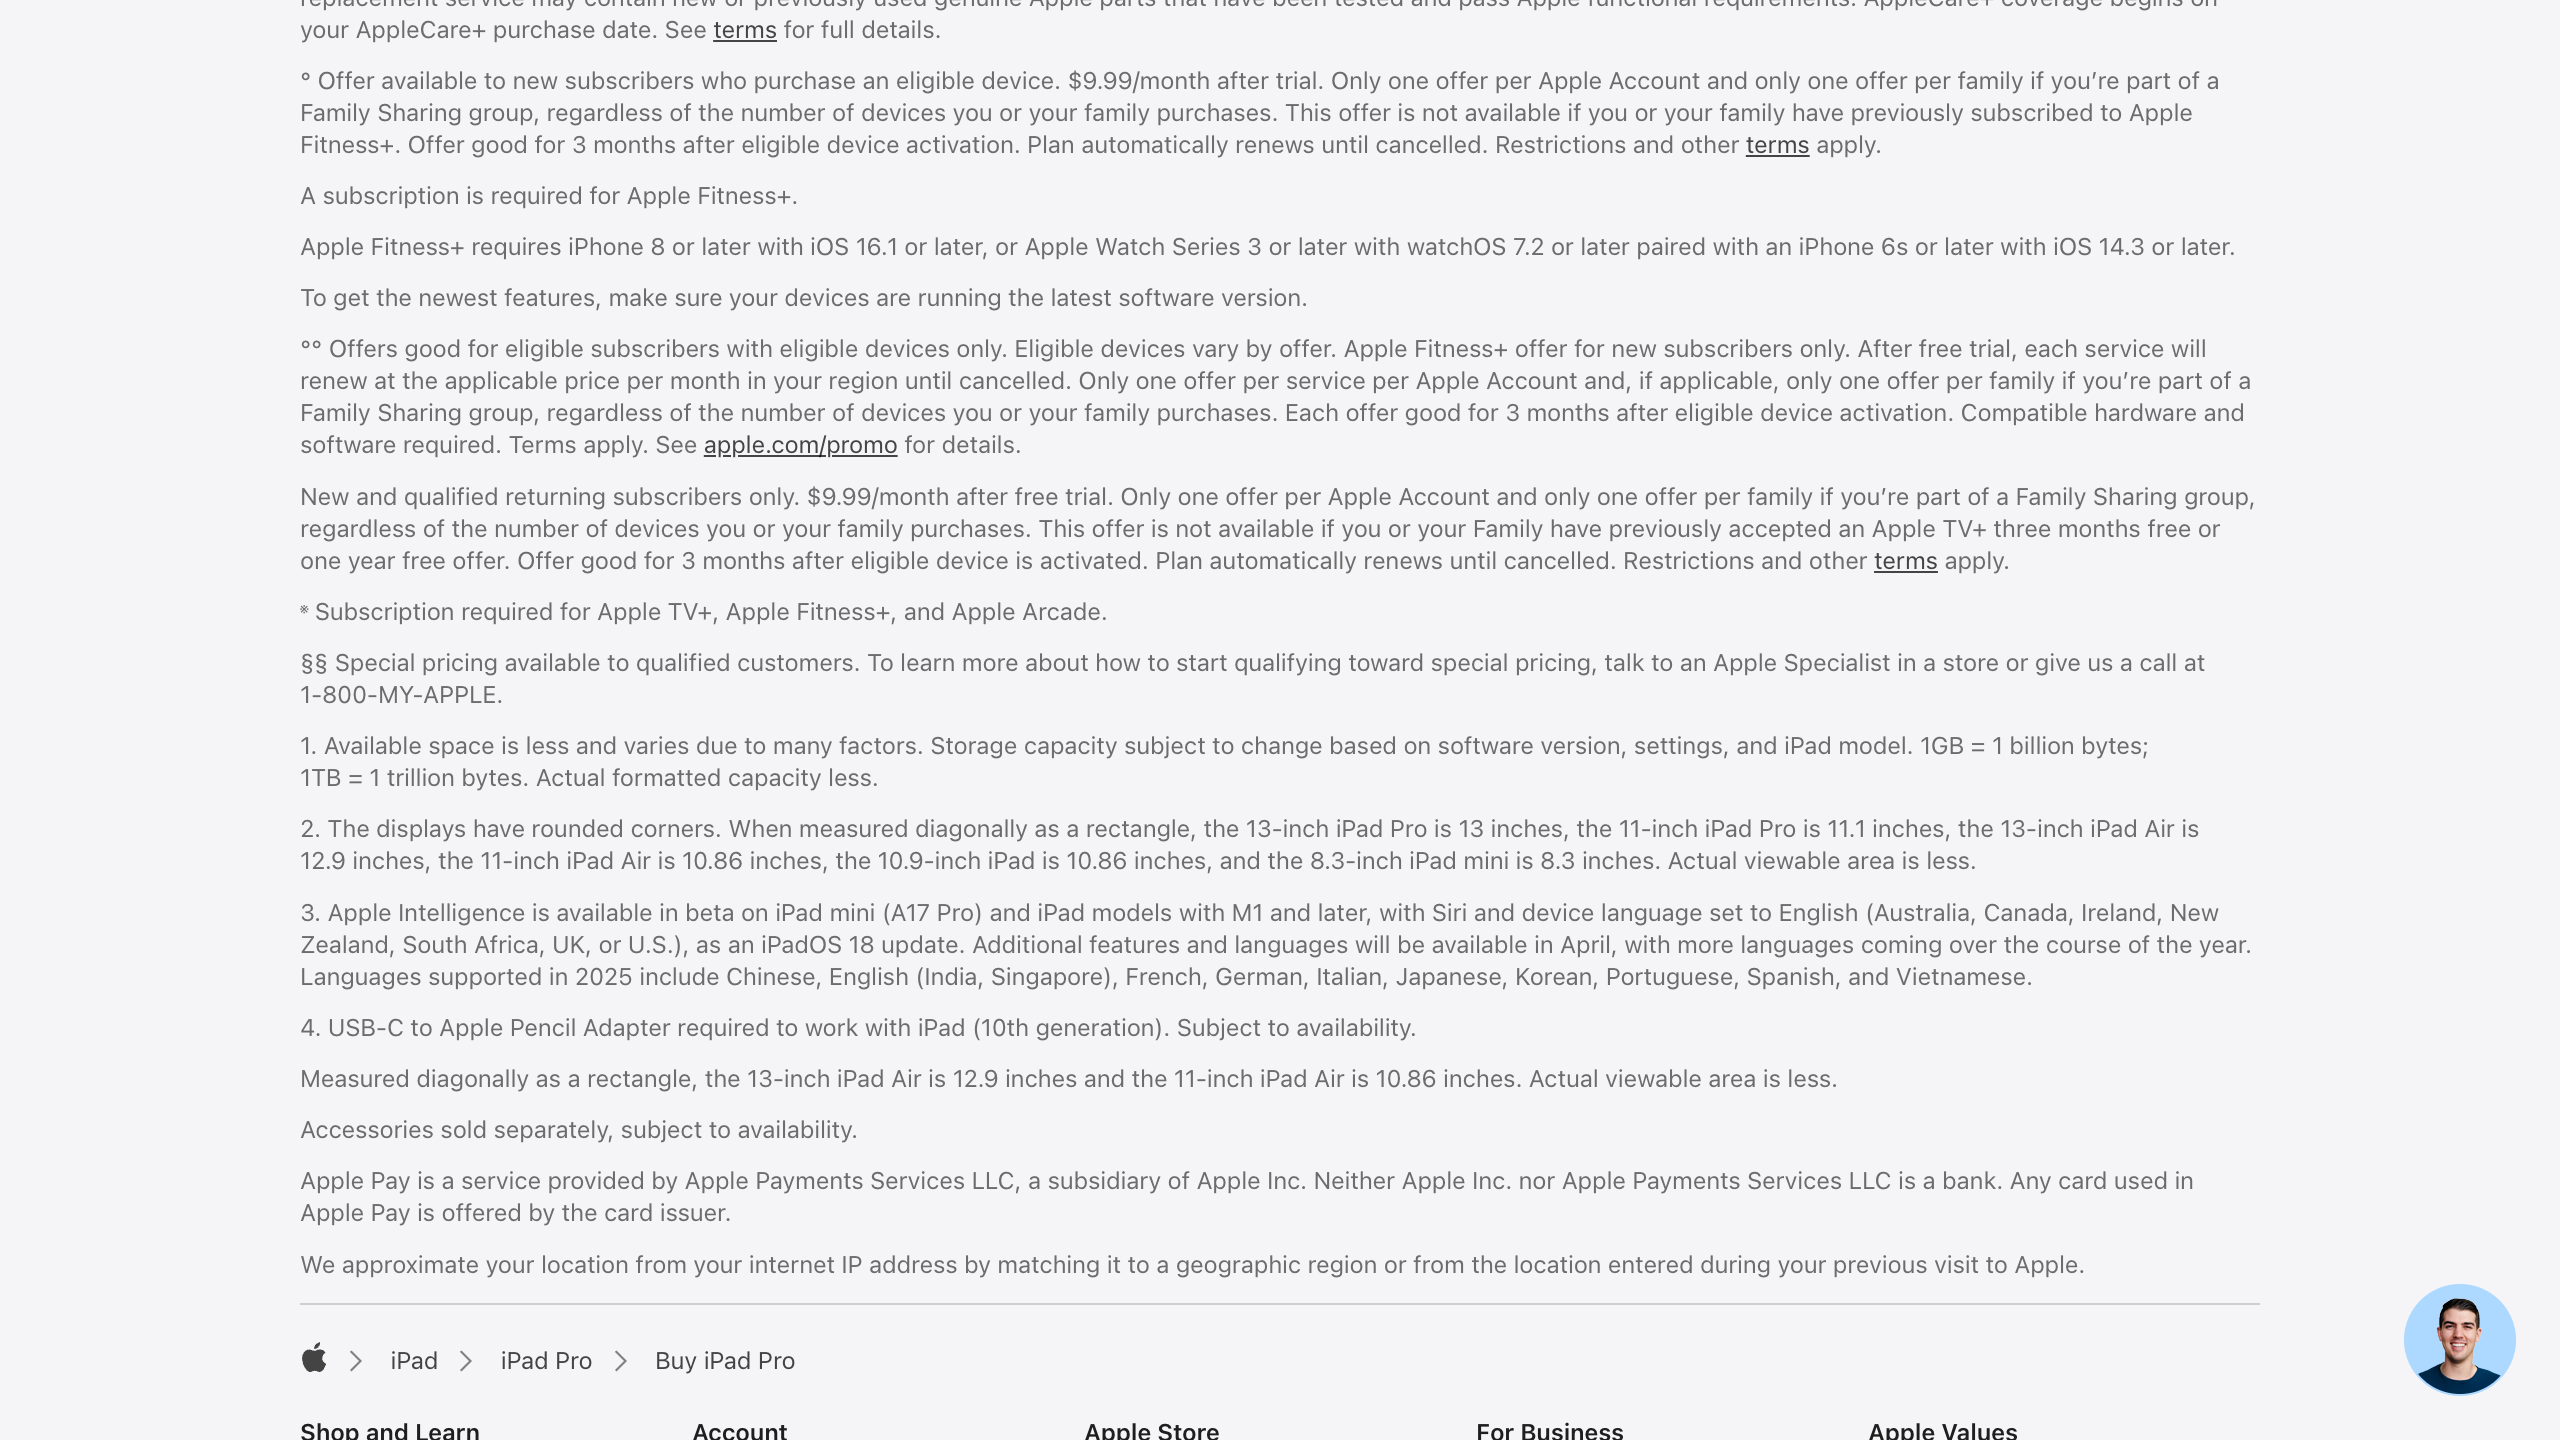 replacement service may contain new or previously used genuine Apple parts that have been tested and pass Apple functional requirements. AppleCare+ coverage begins on
your AppleCare+ purchase date. See terms for full details.
° Offer available to new subscribers who purchase an eligible device. $9.99/month after trial. Only one offer per Apple Account and only one offer per family if you’re part of a
Family Sharing group, regardless of the number of devices you or your family purchases. This offer is not available if you or your family have previously subscribed to Apple
Fitness+. Offer good for 3 months after eligible device activation. Plan automatically renews until cancelled. Restrictions and other terms apply.
A subscription is required for Apple Fitness+.
Apple Fitness+ requires iPhone 8 or later with iOS 16.1 or later, or Apple Watch Series 3 or later with watchOS 7.2 or later paired with an iPhone 6s or later with iOS 14.3 or later.
To get the newest features, make sure your devices are running the latest software version.
°° Offers good for eligible subscribers with eligible devices only. Eligible devices vary by offer. Apple Fitness+ offer for new subscribers only. After free trial, each service will
renew at the applicable price per month in your region until cancelled. Only one offer per service per Apple Account and, if applicable, only one offer per family if you’re part of a
Family Sharing group, regardless of the number of devices you or your family purchases. Each offer good for 3 months after eligible device activation. Compatible hardware and
software required. Terms apply. See apple.com/promo for details.
New and qualified returning subscribers only. $9.99/month after free trial. Only one offer per Apple Account and only one offer per family if you’re part of a Family Sharing group,
regardless of the number of devices you or your family purchases. This offer is not available if you or your Family have previously accepted an Apple TV+ three months free or
one year free offer. Offer good for 3 months after eligible device is activated. Plan automatically renews until cancelled. Restrictions and other terms apply.
※ Subscription required for Apple TV+, Apple Fitness+, and Apple Arcade.
§§ Special pricing available to qualified customers. To learn more about how to start qualifying toward special pricing, talk to an Apple Specialist in a store or give us a call at
1-800-MY-APPLE.
1. Available space is less and varies due to many factors. Storage capacity subject to change based on software version, settings, and iPad model. 1GB = 1 billion bytes;
1TB = 1 trillion bytes. Actual formatted capacity less.
2. The displays have rounded corners. When measured diagonally as a rectangle, the 13-inch iPad Pro is 13 inches, the 11-inch iPad Pro is 11.1 inches, the 13-inch iPad Air is
12.9 inches, the 11-inch iPad Air is 10.86 inches, the 10.9-inch iPad is 10.86 inches, and the 8.3-inch iPad mini is 8.3 inches. Actual viewable area is less.
3. Apple Intelligence is available in beta on iPad mini (A17 Pro) and iPad models with M1 and later, with Siri and device language set to English (Australia, Canada, Ireland, New
Zealand, South Africa, UK, or U.S.), as an iPadOS 18 update. Additional features and languages will be available in April, with more languages coming over the course of the year.
Languages supported in 2025 include Chinese, English (India, Singapore), French, German, Italian, Japanese, Korean, Portuguese, Spanish, and Vietnamese.
4. USB-C to Apple Pencil Adapter required to work with iPad (10th generation). Subject to availability.
Measured diagonally as a rectangle, the 13-inch iPad Air is 12.9 inches and the 11-inch iPad Air is 10.86 inches. Actual viewable area is less.
Accessories sold separately, subject to availability.
Apple Pay is a service provided by Apple Payments Services LLC, a subsidiary of Apple Inc. Neither Apple Inc. nor Apple Payments Services LLC is a bank. Any card used in
Apple Pay is offered by the card issuer.
We approximate your location from your internet IP address by matching it to a geographic region or from the location entered during your previous visit to Apple.
iPad iPad Pro Buy iPad Pro
Shop and Learn Account Apple Store For Business Apple Values